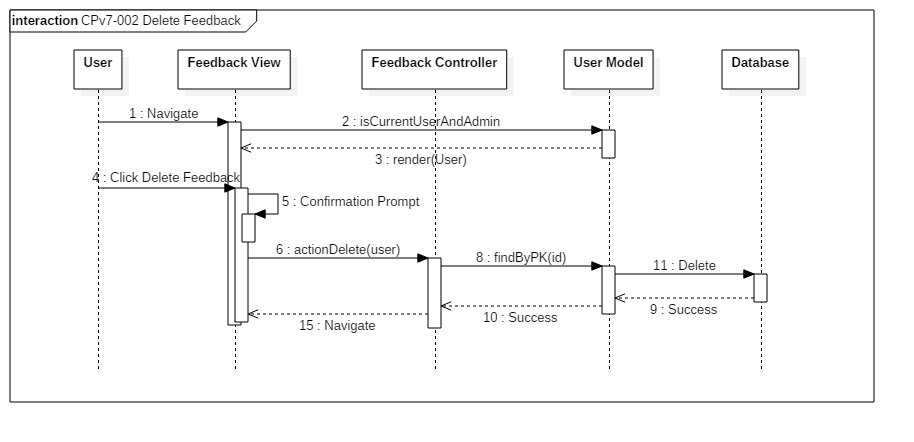 interaction CPv7-002 Delete Feedback
User
Feedback View
Feedback Controller
User Model
Database
1 : Navigate
2 : isCurrentUserAndAdmin
3 : render(User)
4 : Click Delete Feedback
5 : Confirmation Prompt
6 : actionDelete(user)
8 : findByPK(id)
11 : Delete
9 : Success
10 : Success
15 : Navigate